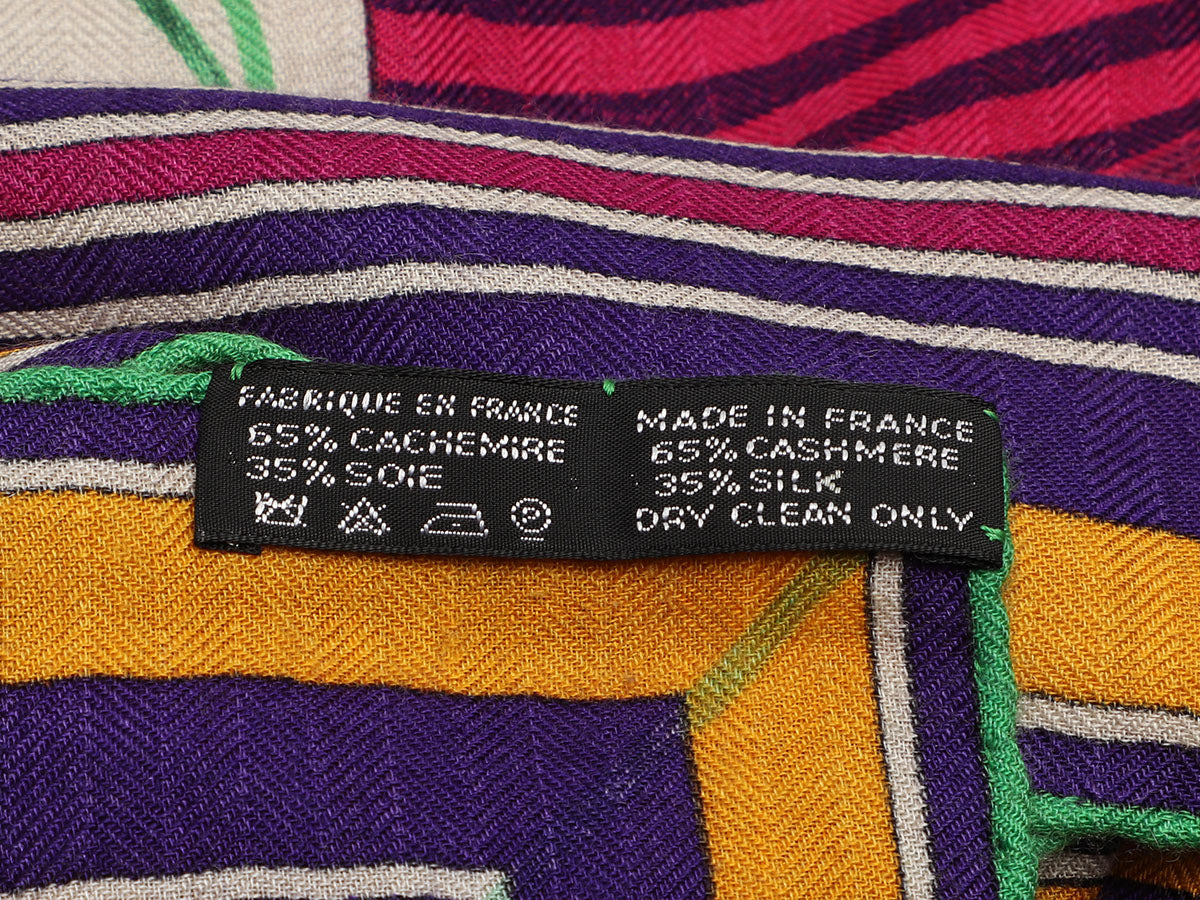 FABRIQUE EN FRANCE
65% CACHEMIRE
35% SOIE
P
MADE IN FRANCE
65% CASHMERE
35% SILK
DRY CLEAN ONLY